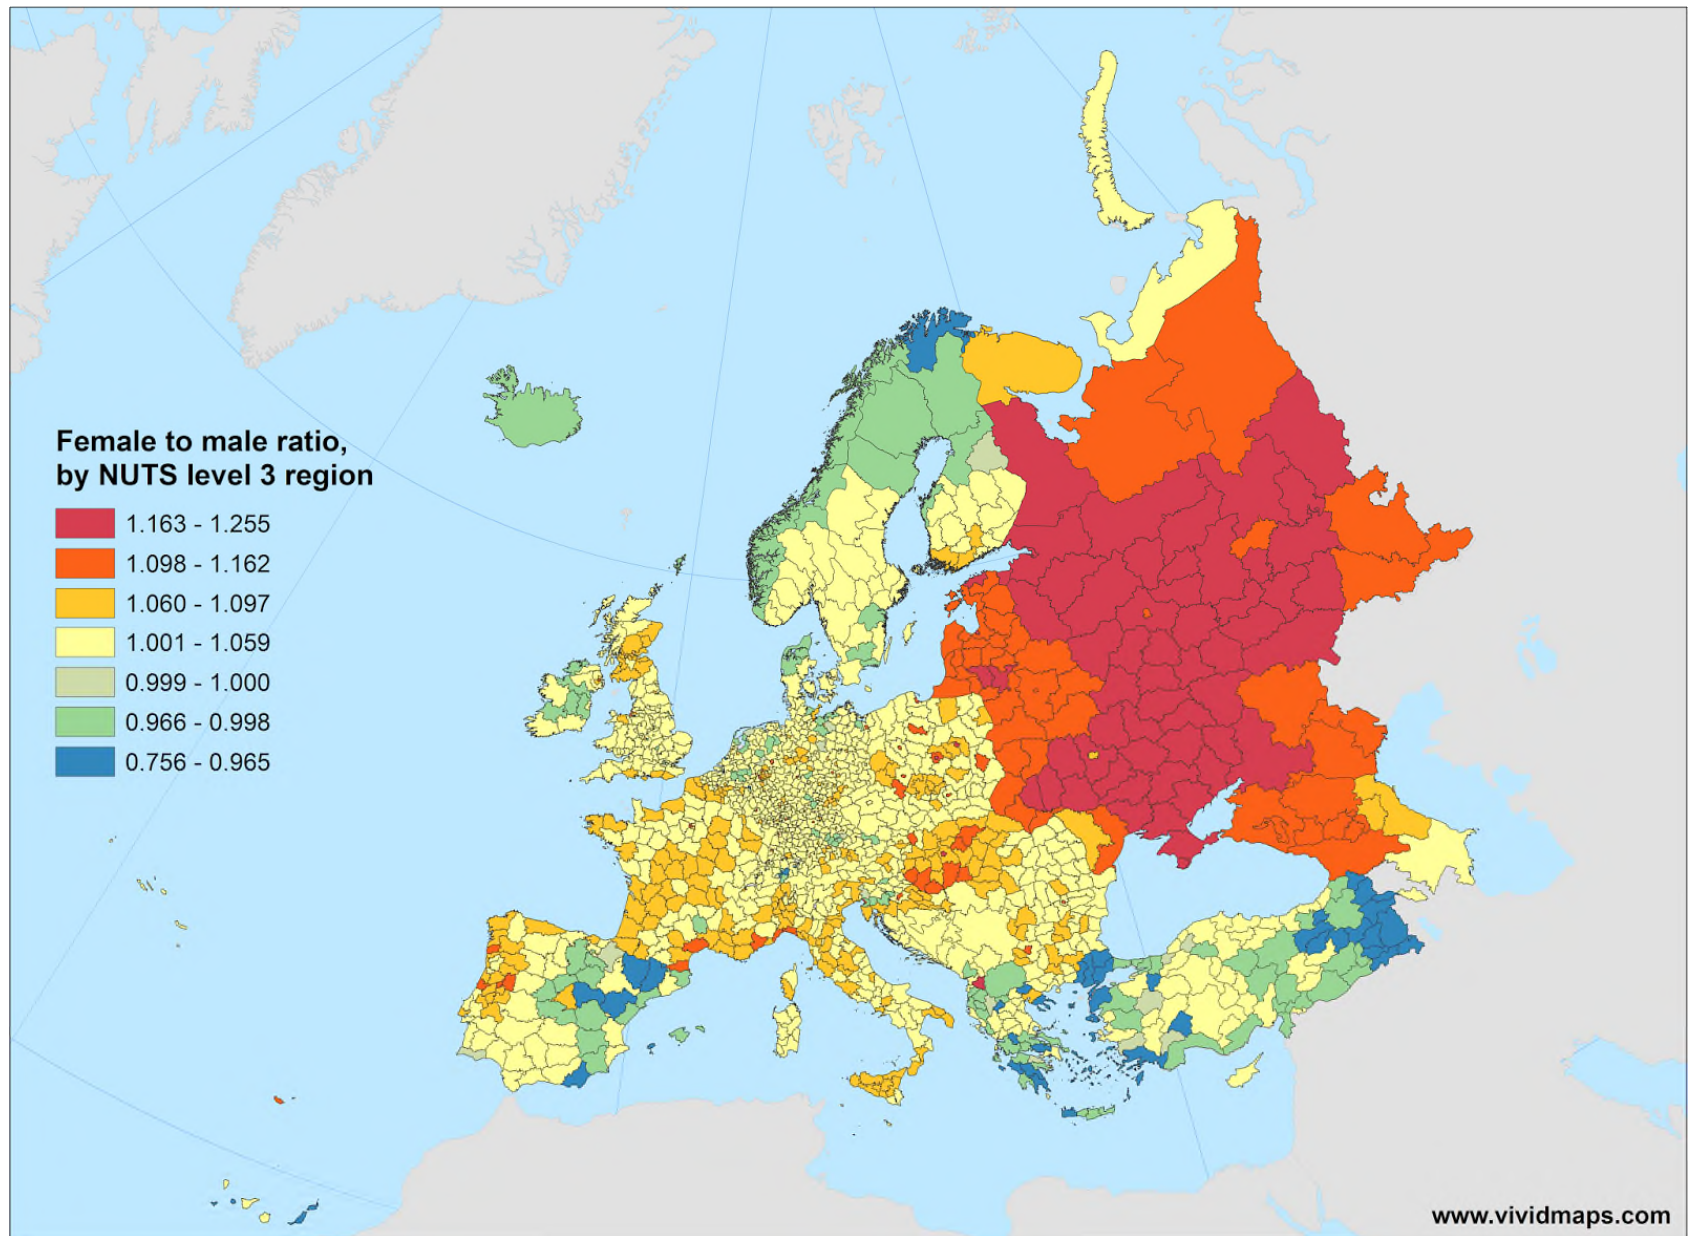 Female to male ratio,
by NUTS level 3 region
1.163 - 1.255
1.098 - 1.162
1.060 - 1.097
1.001 - 1.059
0.999 - 1.000
0.966 - 0.998
0.756 - 0.965
www.vividmaps.com